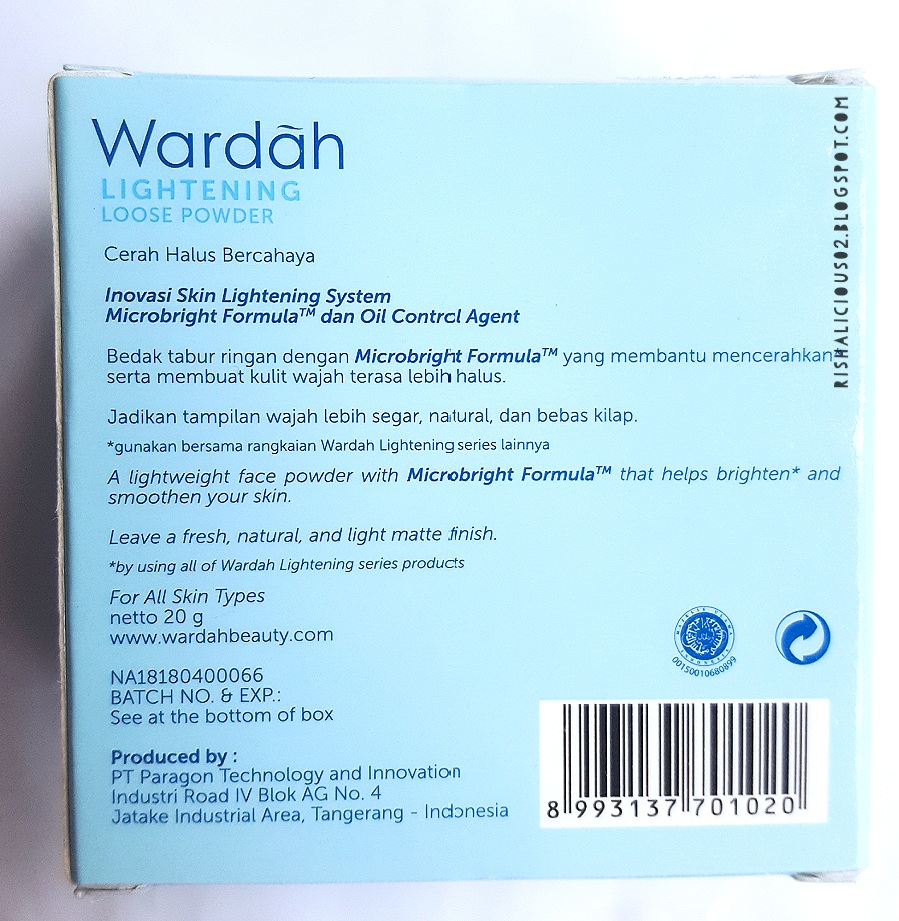 Wardãh
LIGHTENING
LOOSE POWDER
Cerah Halus Bercahaya
Inovasi Skin Lightening System
Microbright Formula™ dan Oil Control Agent
Bedak tabur ringan dengan Microbright Formula™ yang membantu mencerahkan*
serta membuat kulit wajah terasa lebih halus.
Jadikan tampilan wajah lebih segar, natural, dan bebas kilap.
*gunakan bersama rangkaian Wardah Lightening series lainnya
A lightweight face powder with Microbright Formula™ that helps brighten* and
smoothen your skin.
Leave a fresh, natural, and light matte finish.
*by using all of Wardah Lightening series products
For All Skin Types
netto 20 g
www.wardahbeauty.com
NA18180400066
BATCH NO. & EXP.:
See at the bottom of box
Produced by :
PT Paragon Technology and Innovation
Industri Road IV Blok AG No. 4
Jatake Industrial Area, Tangerang - Indonesia
MAJELIS ULAMA
INDONESIA
00150010680899
8 993137 701020
RISHALICIOUS02.BLOGSPOT.COM